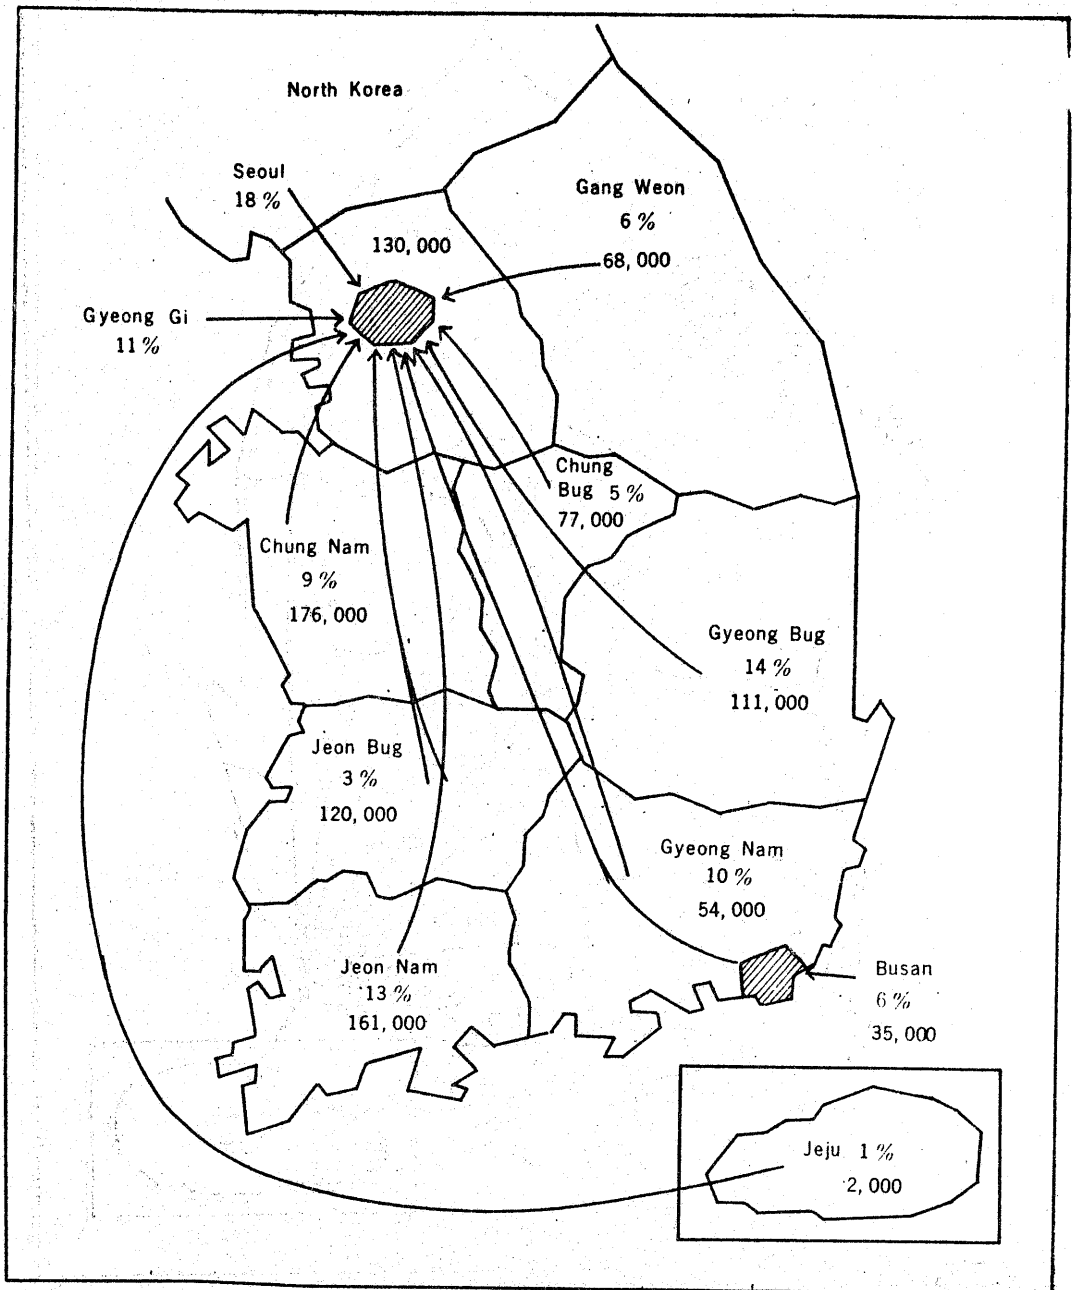 North Korea
Seoul
18 %
Gang Weon
6 %
68,000
130,000
Gyeong Gi
11 %
Chung
Bug 5 %
77,000
Chung Nam
9 %
176,000
Gyeong Bug
14 %
111,000
Jeon Bug
3 %
120,000
Gyeong Nam
10 %
54,000
Jeon Nam
13 %
161,000
Busan
6 %
35,000
Jeju 1 %
2,000